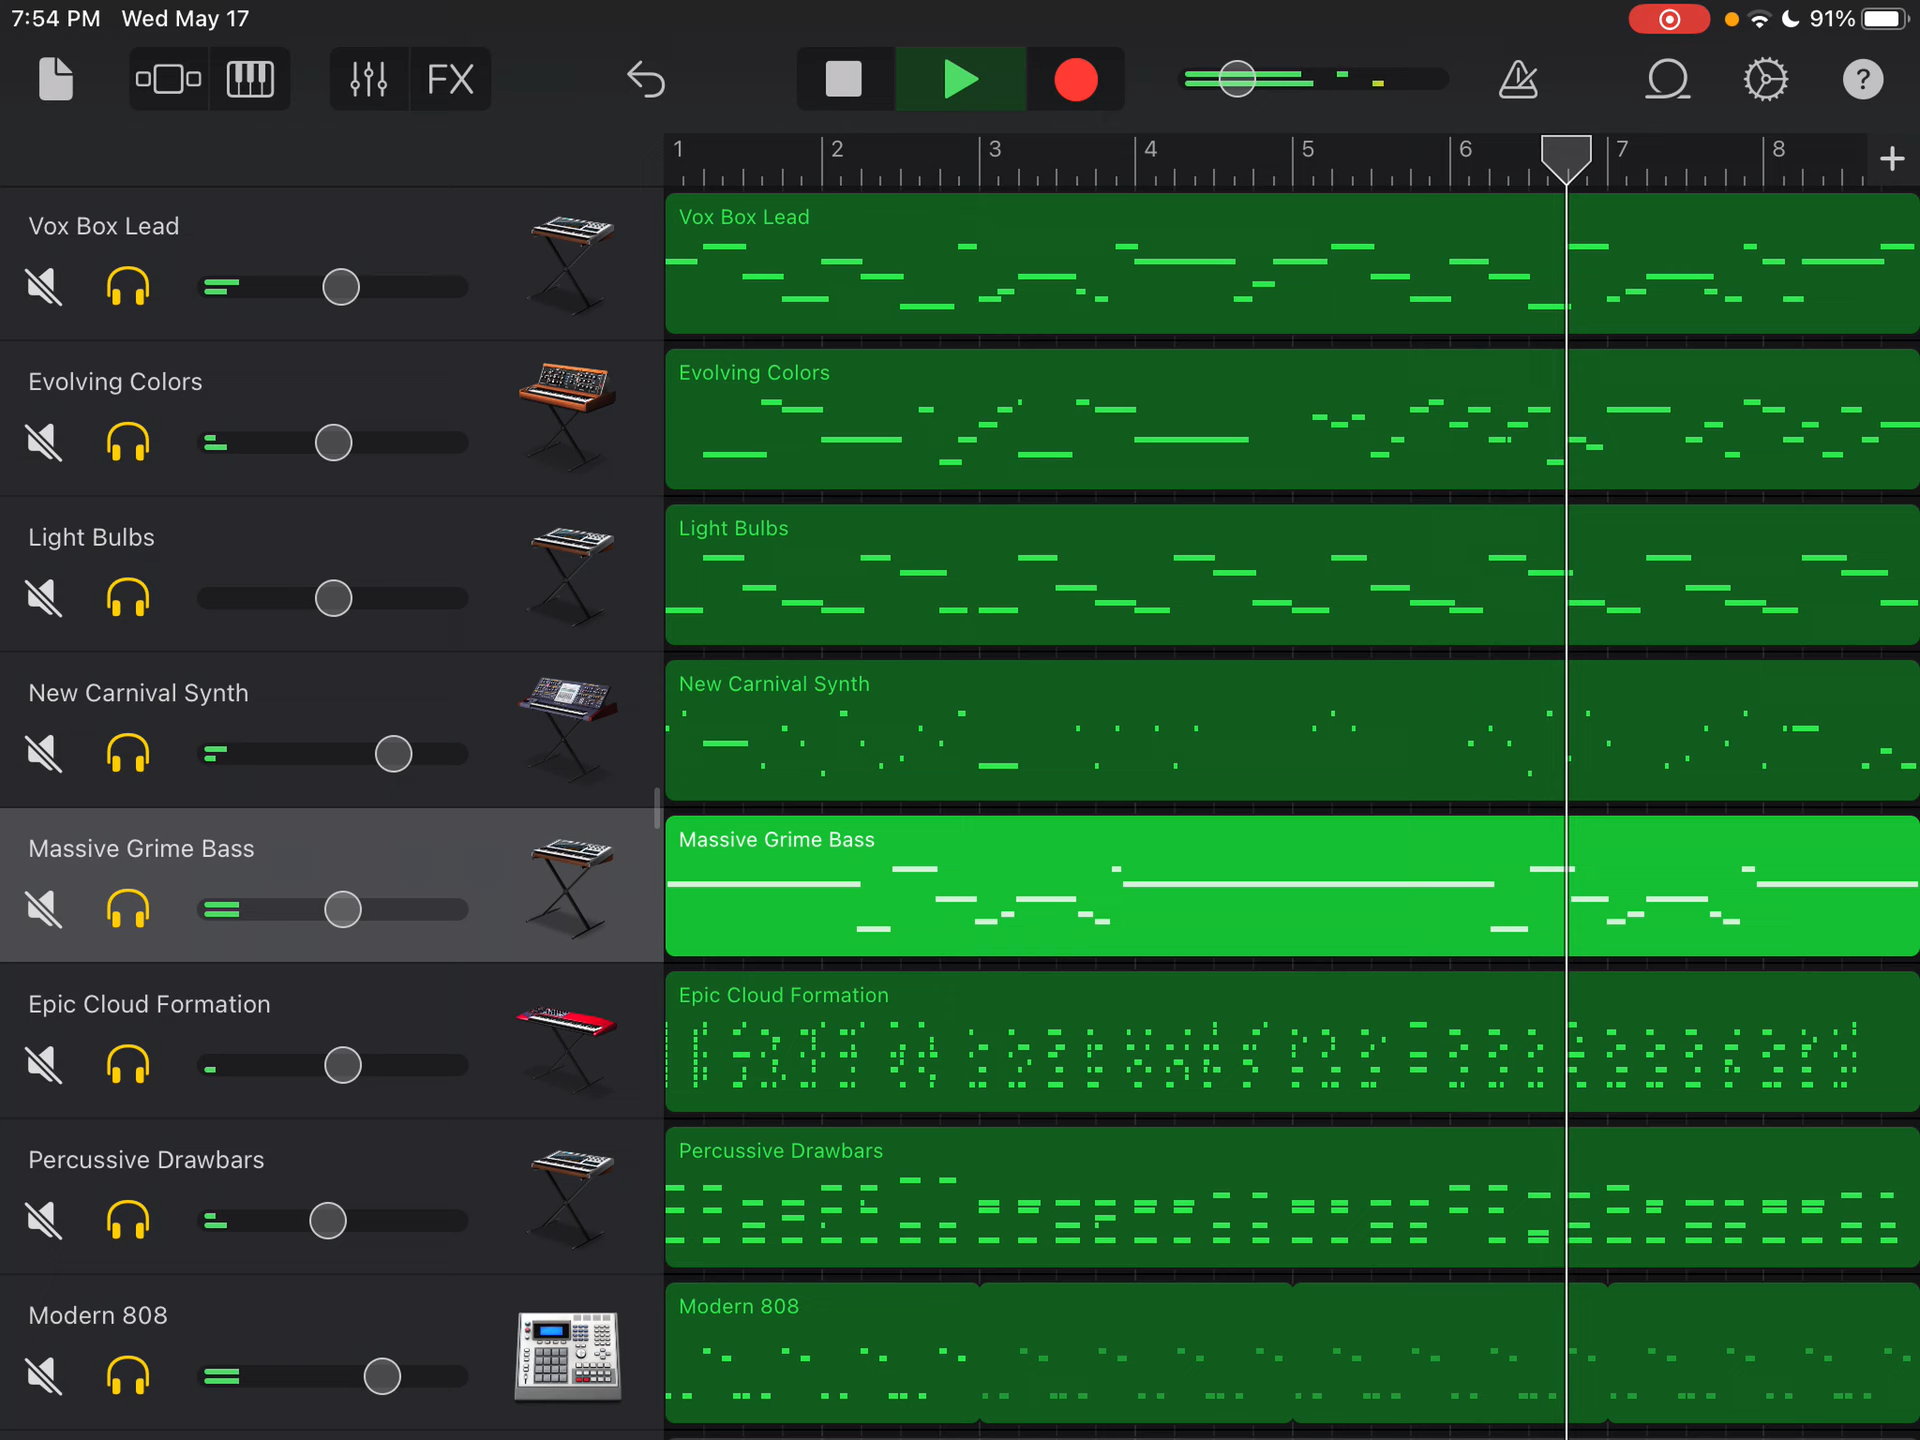 7:54 PM Wed May 17
91%
FX
?
1 2 3 4 5 6 7 8 +
Vox Box Lead
Vox Box Lead
Evolving Colors
Evolving Colors
Light Bulbs
Light Bulbs
New Carnival Synth
New Carnival Synth
Massive Grime Bass
Massive Grime Bass
Epic Cloud Formation
Epic Cloud Formation
Percussive Drawbars
Percussive Drawbars
Modern 808
Modern 808